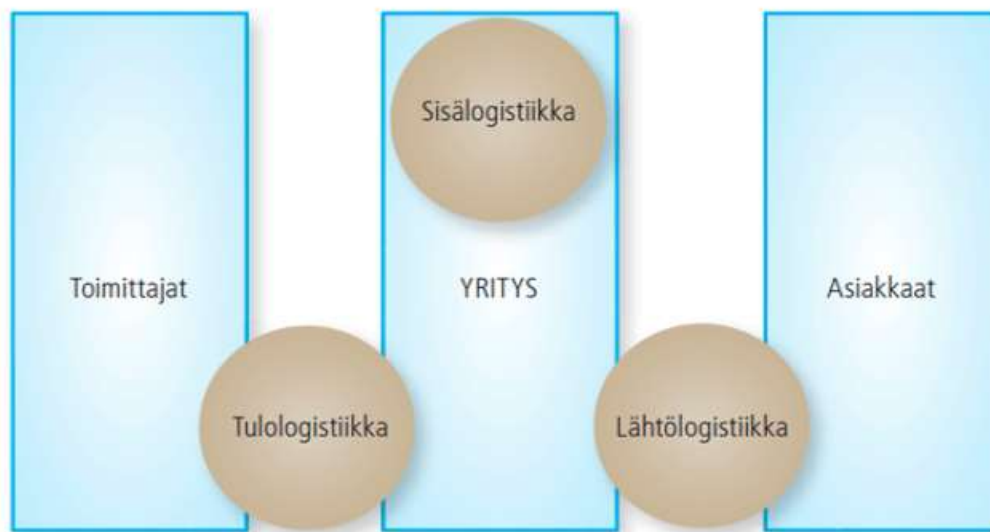 Sisälogistiikka
Toimittajat
YRITYS
Asiakkaat
Tulologistiikka
Lähtölogistiikka